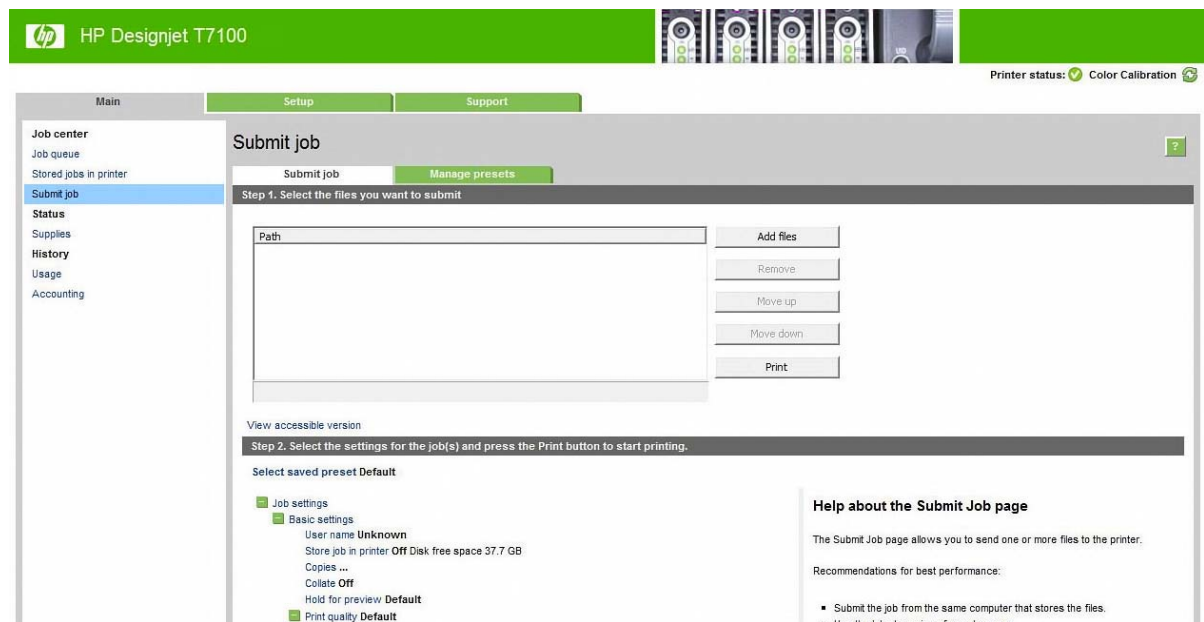 hp HP Designjet T7100
UID
Printer status: Color Calibration
Main Setup Support
Job center
Job queue
Stored jobs in printer
Submit job
Status
Supplies
History
Usage
Accounting
Submit job
?
Submit job Manage presets
Step 1. Select the files you want to submit
Path
Add files
Remove
Move up
Move down
Print
View accessible version
Step 2. Select the settings for the job(s) and press the Print button to start printing.
Select saved preset Default
Job settings
Basic settings
User name Unknown
Store job in printer Off Disk free space 37.7 GB
Copies ...
Collate Off
Hold for preview Default
Print quality Default
Help about the Submit Job page
The Submit Job page allows you to send one or more files to the printer.
Recommendations for best performance:
Submit the job from the same computer that stores the files.